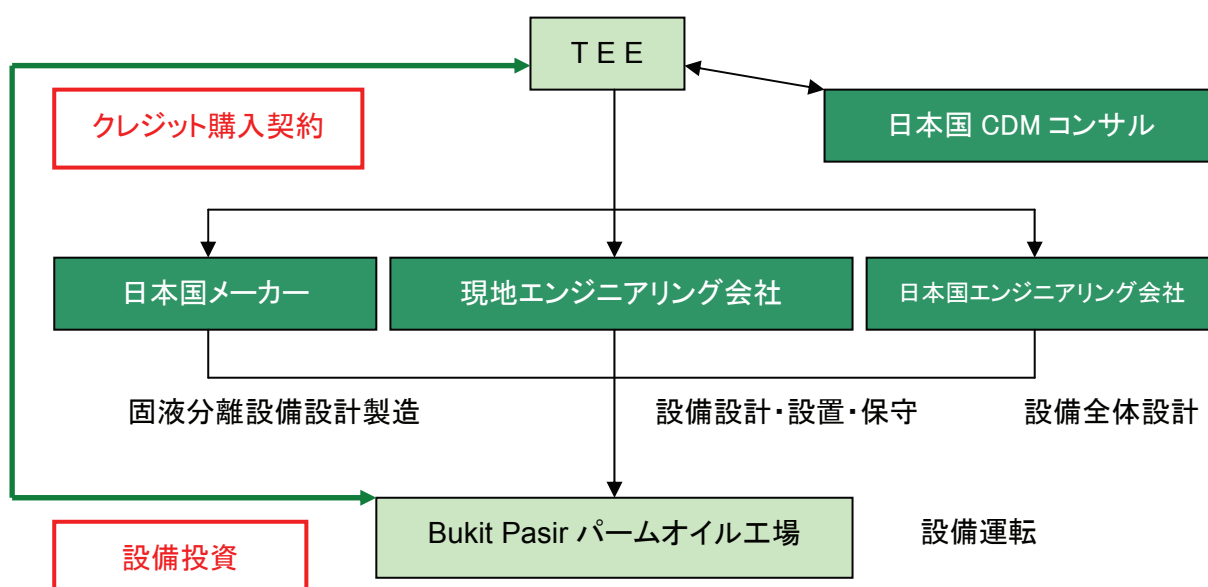 T E E
クレジット購入契約
日本国 CDM コンサル
日本国メーカー
現地エンジニアリング会社
日本国エンジニアリング会社
固液分離設備設計製造
設備設計・設置・保守
設備全体設計
Bukit Pasir パームオイル工場
設備運転
設備投資